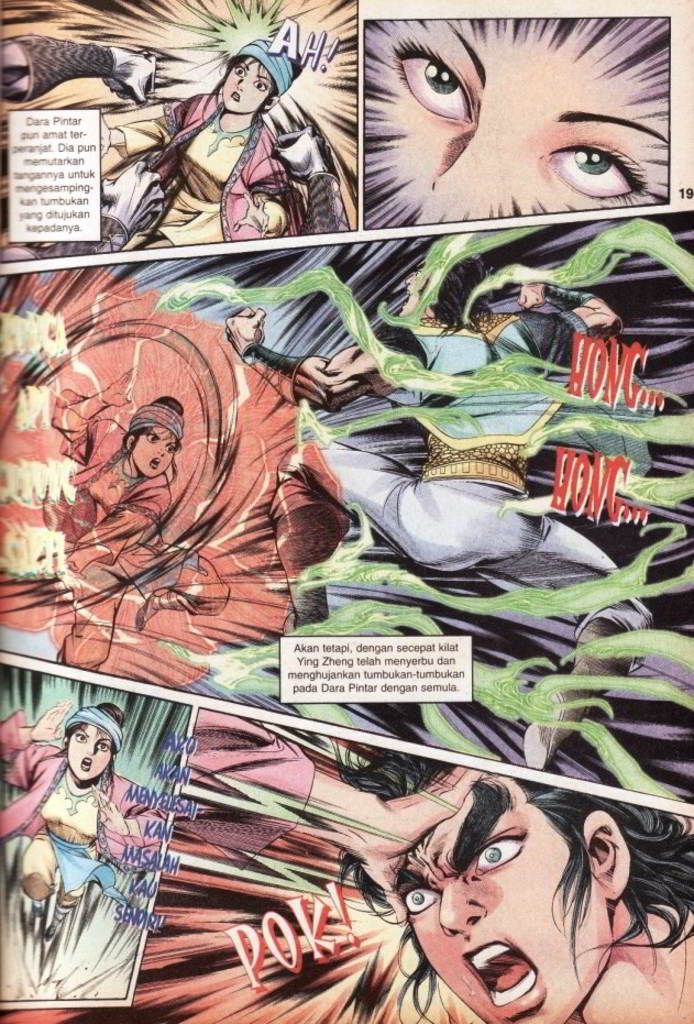 AH!
Dara Pintar
pun amat ter-
peranjat. Dia pun
memutarkan
tangannya untuk
mengesamping-
kan tumbukan
yang ditujukan
kepadanya.
19
HONG...
HONG...
Akan tetapi, dengan secepat kilat
Ying Zheng telah menyerbu dan
menghujankan tumbukan-tumbukan
pada Dara Pintar dengan semula.
AKU
AKAN
MENYELESAI
KAN
MASALAH
KAU
SENDIRI!
POK!